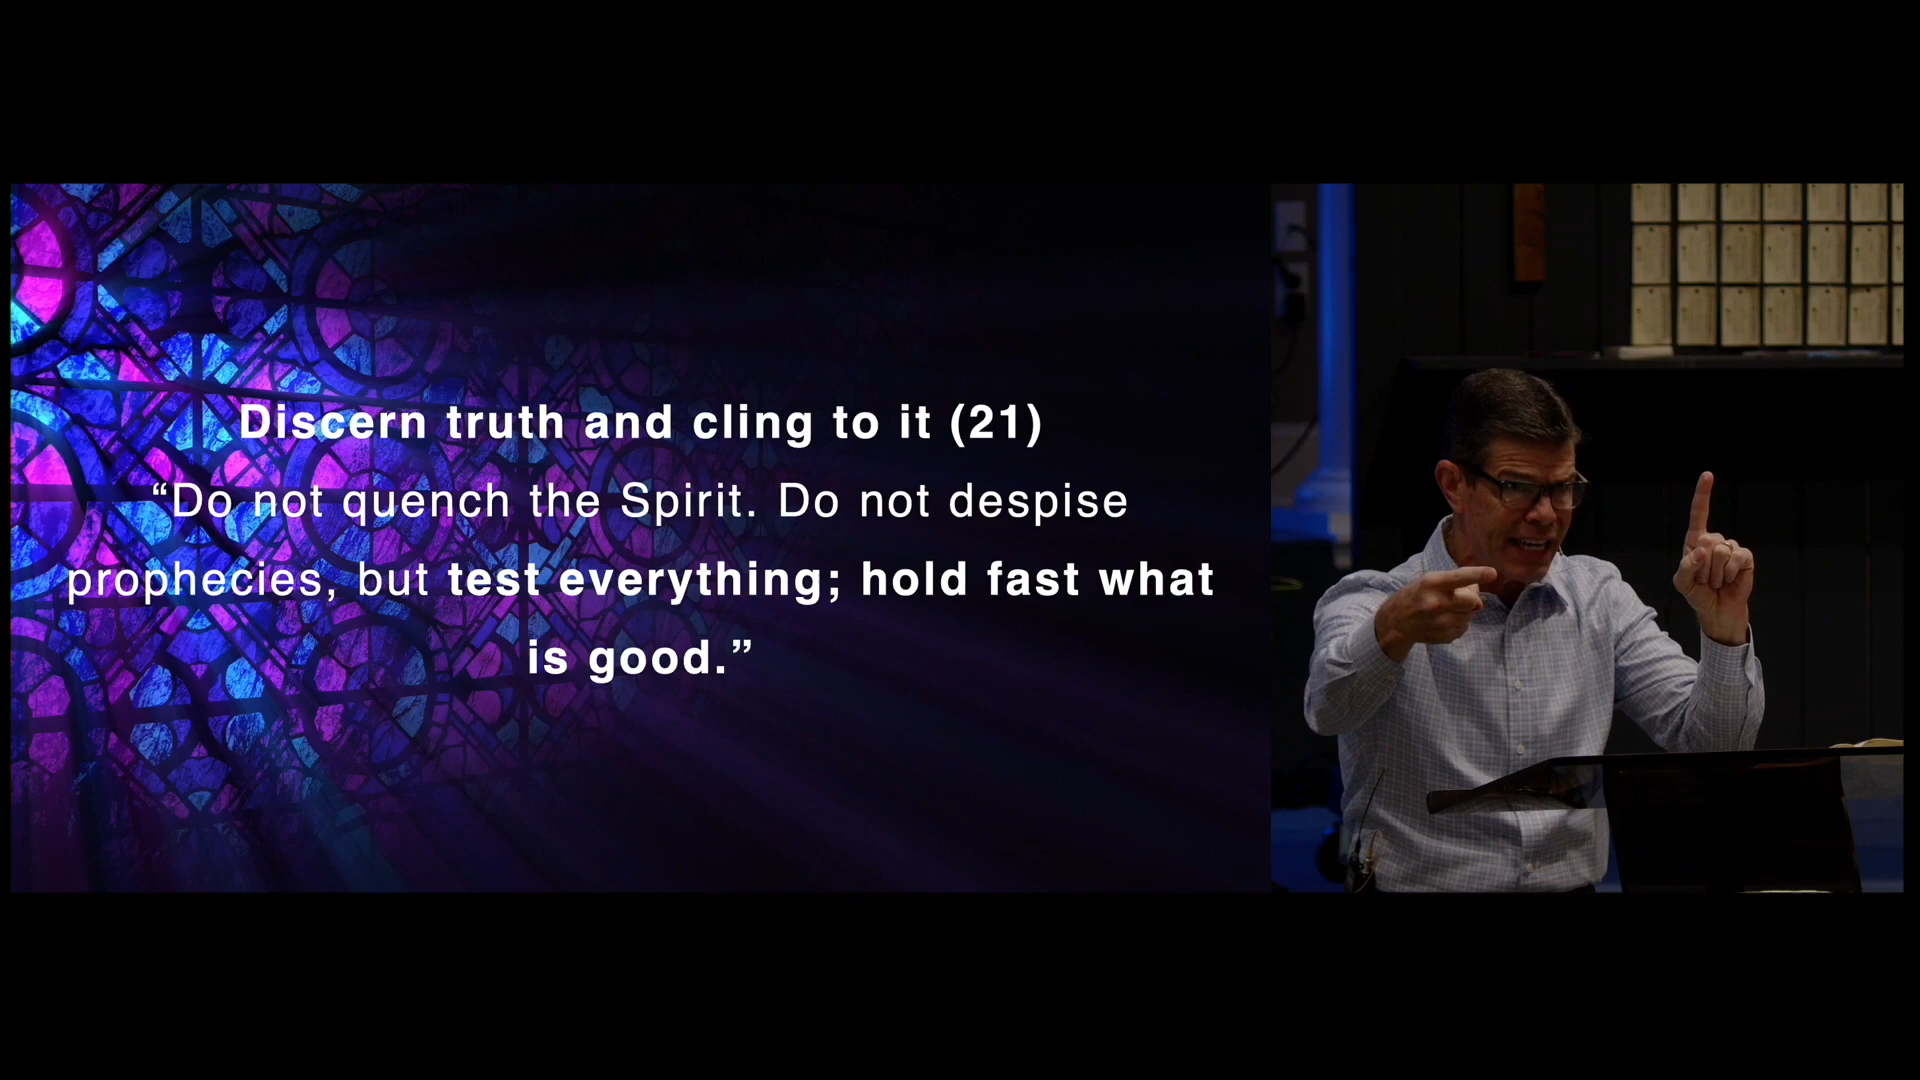 Discern truth and cling to it (21)
“Do not quench the Spirit. Do not despise
prophecies, but test everything; hold fast what
is good.”